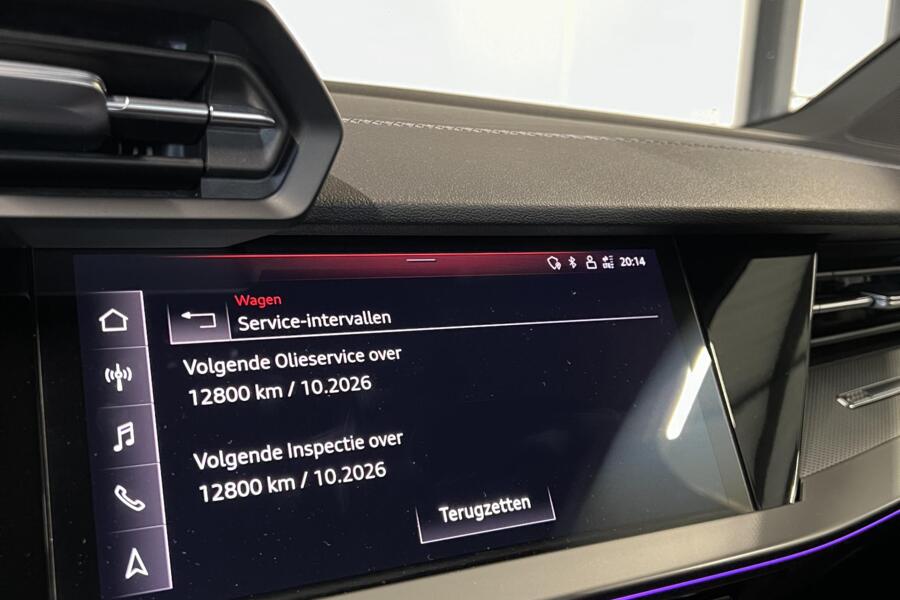 20:14
Wagen
Service-intervallen
Volgende Olieservice over
12800 km / 10.2026
Volgende Inspectie over
12800 km / 10.2026
Terugzetten